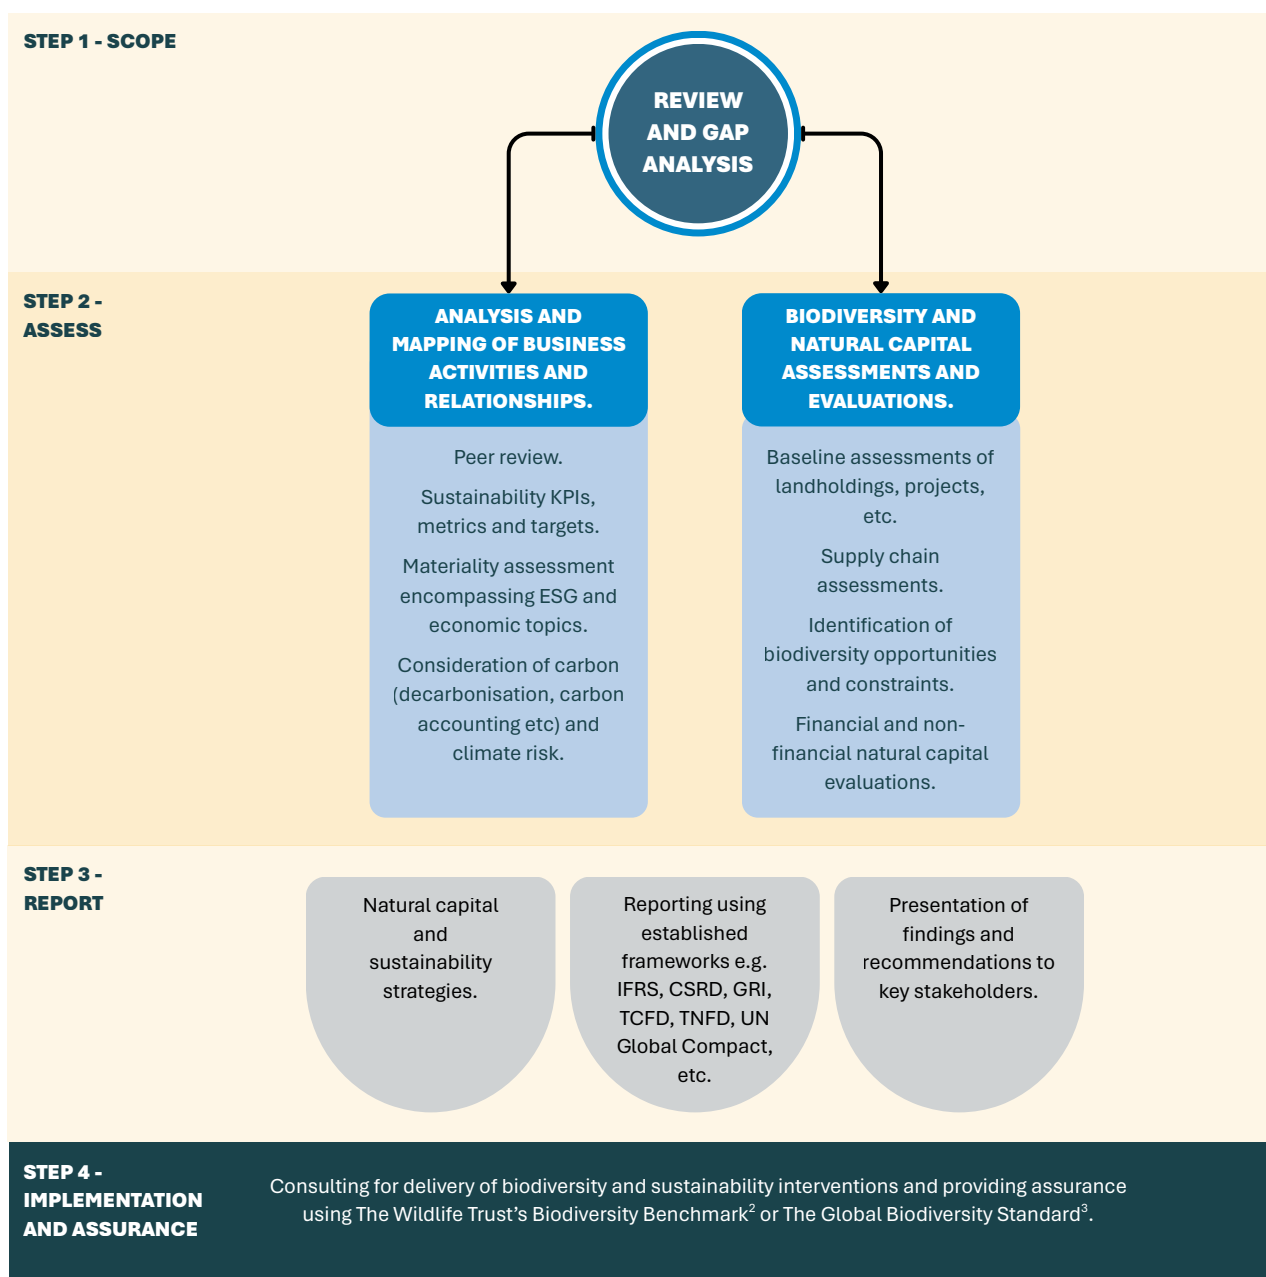 STEP 1 - SCOPE
REVIEW
AND GAP
ANALYSIS
STEP 2 -
ASSESS
ANALYSIS AND
MAPPING OF BUSINESS
ACTIVITIES AND
RELATIONSHIPS.
Peer review.
Sustainability KPIs,
metrics and targets.
Materiality assessment
encompassing ESG and
economic topics.
Consideration of carbon
(decarbonisation, carbon
accounting etc) and
climate risk.
BIODIVERSITY AND
NATURAL CAPITAL
ASSESSMENTS AND
EVALUATIONS.
Baseline assessments of
landholdings, projects,
etc.
Supply chain
assessments.
Identification of
biodiversity opportunities
and constraints.
Financial and non-
financial natural capital
evaluations.
STEP 3 -
REPORT
Natural capital
and
sustainability
strategies.
Reporting using
established
frameworks e.g.
IFRS, CSRD, GRI,
TCFD, TNFD, UN
Global Compact,
etc.
Presentation of
findings and
recommendations to
key stakeholders.
STEP 4 -
IMPLEMENTATION
AND ASSURANCE
Consulting for delivery of biodiversity and sustainability interventions and providing assurance
using The Wildlife Trust’s Biodiversity Benchmark² or The Global Biodiversity Standard³.